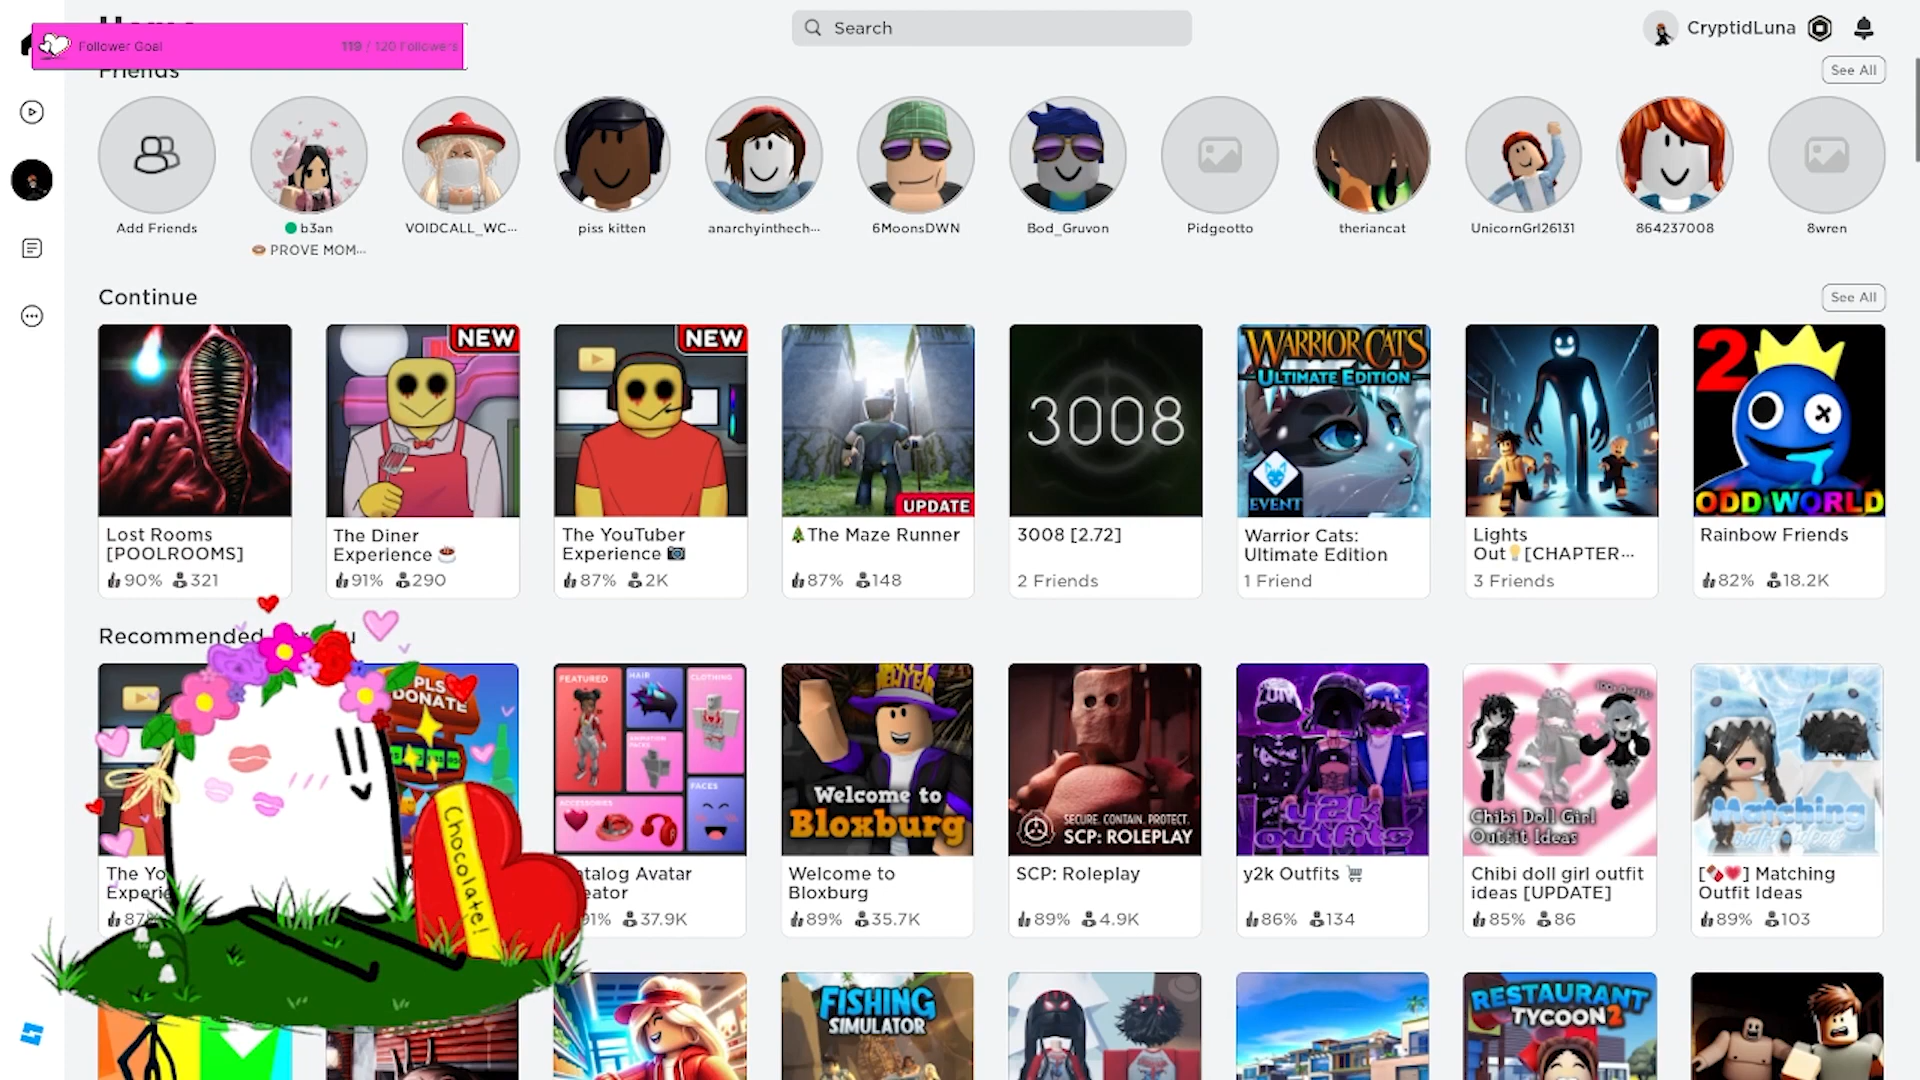 Follower Goal
119 / 120 Followers
Search
CryptidLuna
Friends
See All
Add Friends
b3an
PROVE MOM...
VOIDCALL_WC...
piss kitten
anarchyinthech...
6MoonsDWN
Bod_Gruvon
Pidgeotto
theriancat
UnicornGrl26131
864237008
8wren
Continue
See All
NEW
NEW
UPDATE
3008
WARRIOR CATS
ULTIMATE EDITION
EVENT
2
ODD WORLD
Lost Rooms
[POOLROOMS]
90% 321
The Diner
Experience
91% 290
The YouTuber
Experience
87% 2K
The Maze Runner
87% 148
3008 [2.72]
2 Friends
Warrior Cats:
Ultimate Edition
1 Friend
Lights
Out [CHAPTER...
3 Friends
Rainbow Friends
82% 18.2K
Recommended
PLS
DONATE
FEATURED
HAIR
CLOTHING
ANIMATION
PACKS
ACCESSORIES
FACES
Welcome to
Bloxburg
SECURE. CONTAIN. PROTECT.
SCP: ROLEPLAY
y2k
outfits
Chibi Doll Girl
Outfit Ideas
Matching
outfit ideas
Chocolate!
The Yo
Experie
87%
atalog Avatar
eator
91% 37.9K
Welcome to
Bloxburg
89% 35.7K
SCP: Roleplay
89% 4.9K
y2k Outfits
86% 134
Chibi doll girl outfit
ideas [UPDATE]
85% 86
[ ] Matching
Outfit Ideas
89% 103
FISHING
SIMULATOR
RESTAURANT
TYCOON 2